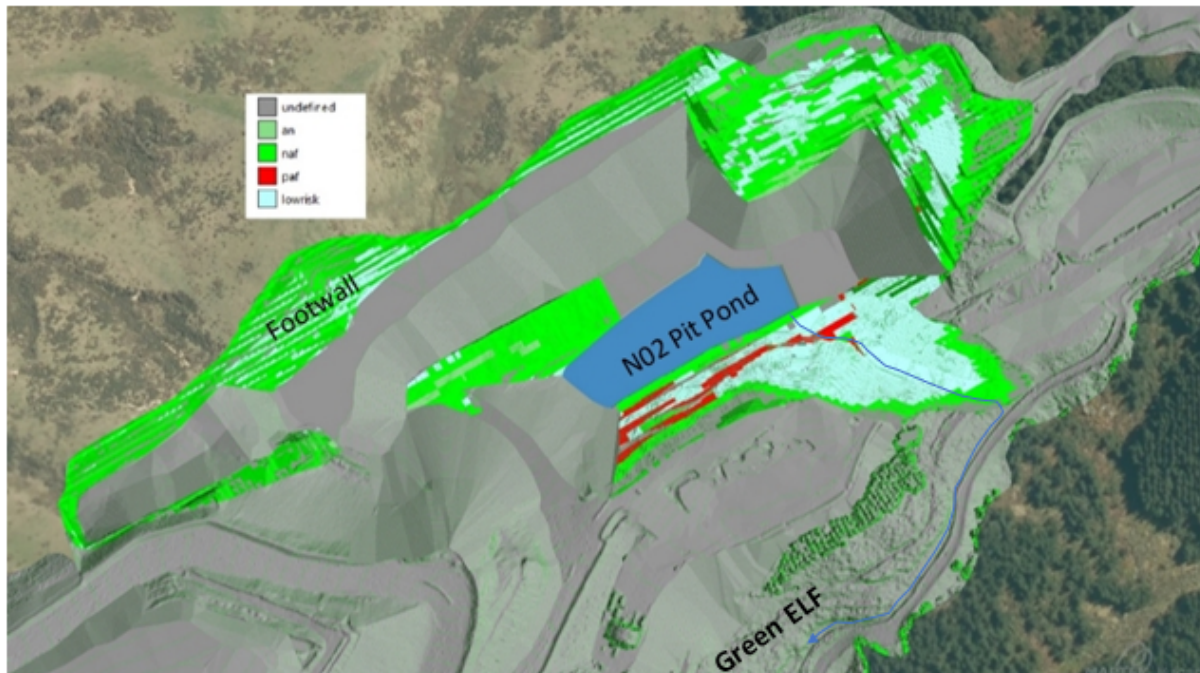 undefined
an
naf
paf
lowrisk
Footwall
N02 Pit Pond
Green ELF